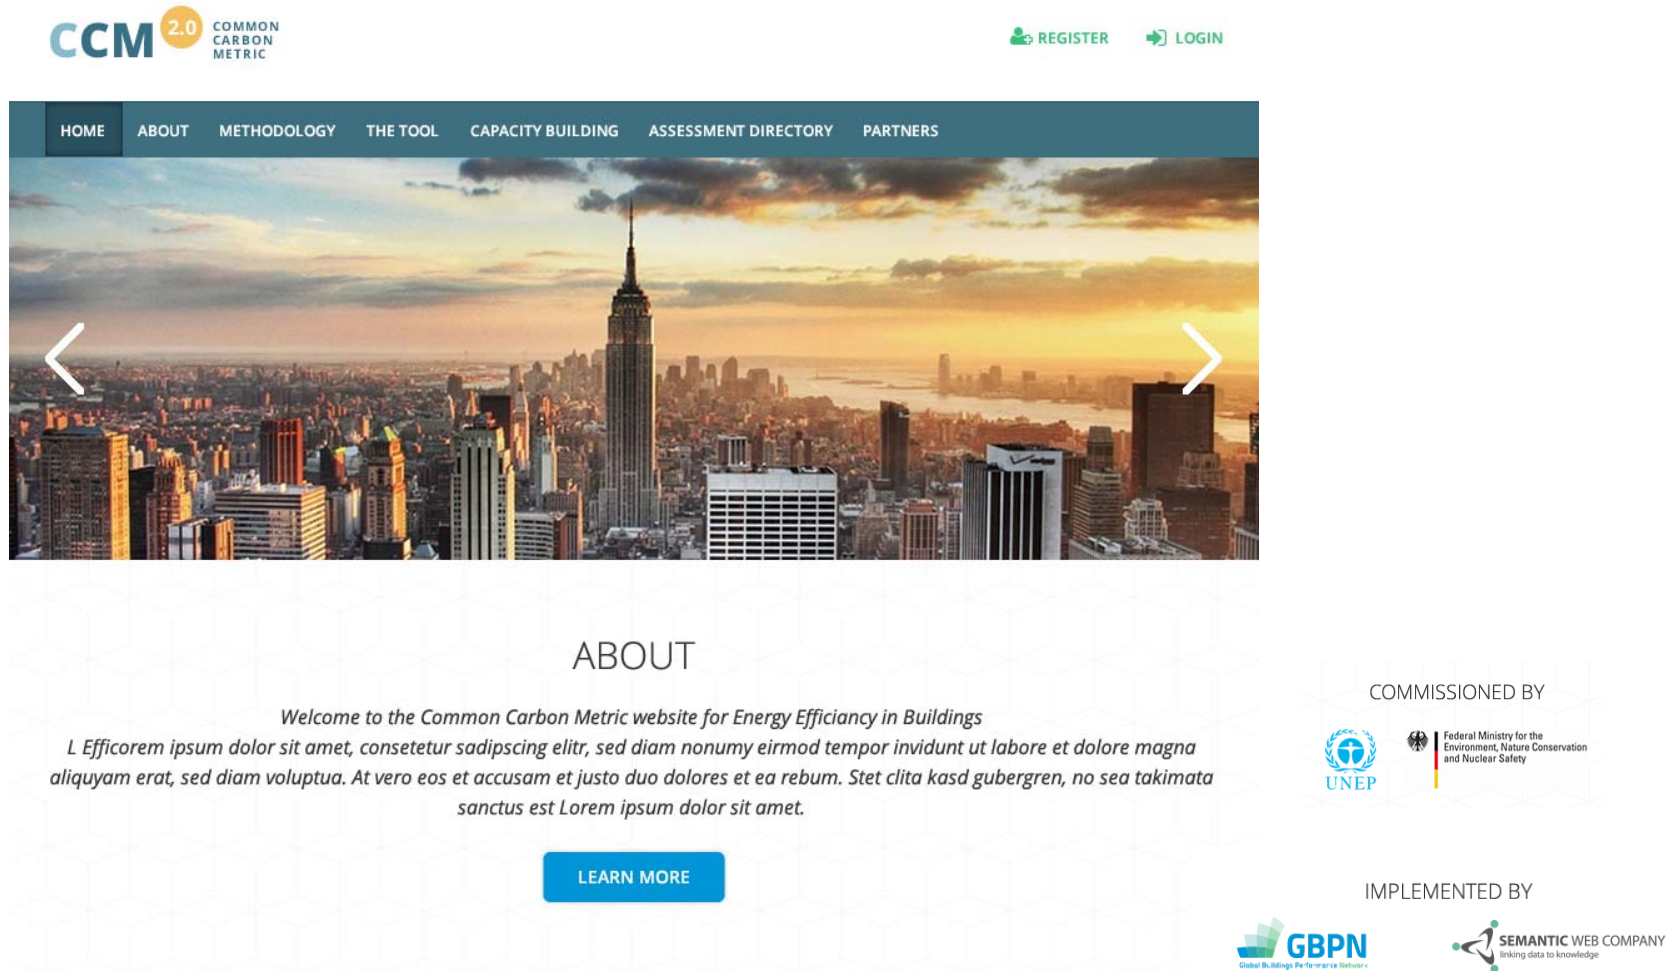 CCM 2.0 COMMON
CARBON
METRIC
REGISTER
LOGIN
HOME ABOUT METHODOLOGY THE TOOL CAPACITY BUILDING ASSESSMENT DIRECTORY PARTNERS
ABOUT
Welcome to the Common Carbon Metric website for Energy Efficiancy in Buildings
L Efficorem ipsum dolor sit amet, consetetur sadipscing elitr, sed diam nonumy eirmod tempor invidunt ut labore et dolore magna
aliquyam erat, sed diam voluptua. At vero eos et accusam et justo duo dolores et ea rebum. Stet clita kasd gubergren, no sea takimata
sanctus est Lorem ipsum dolor sit amet.
LEARN MORE
COMMISSIONED BY
UNEP
Federal Ministry for the
Environment, Nature Conservation
and Nuclear Safety
IMPLEMENTED BY
GBPN
Global Buildings Performance Network
SEMANTIC WEB COMPANY
linking data to knowledge